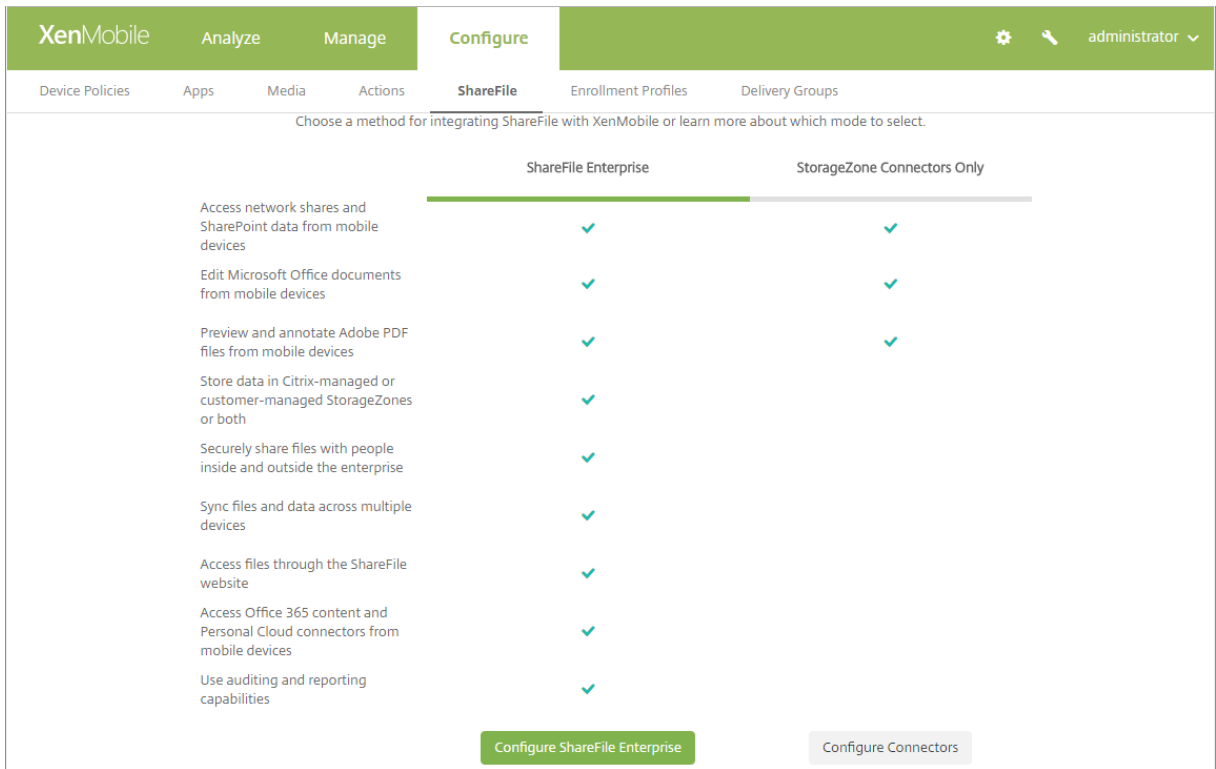 XenMobile Analyze Manage Configure administrator
Device Policies Apps Media Actions ShareFile Enrollment Profiles Delivery Groups
Choose a method for integrating ShareFile with XenMobile or learn more about which mode to select.
ShareFile Enterprise StorageZone Connectors Only
Access network shares and
SharePoint data from mobile
devices
Edit Microsoft Office documents
from mobile devices
Preview and annotate Adobe PDF
files from mobile devices
Store data in Citrix-managed or
customer-managed StorageZones
or both
Securely share files with people
inside and outside the enterprise
Sync files and data across multiple
devices
Access files through the ShareFile
website
Access Office 365 content and
Personal Cloud connectors from
mobile devices
Use auditing and reporting
capabilities
Configure ShareFile Enterprise Configure Connectors